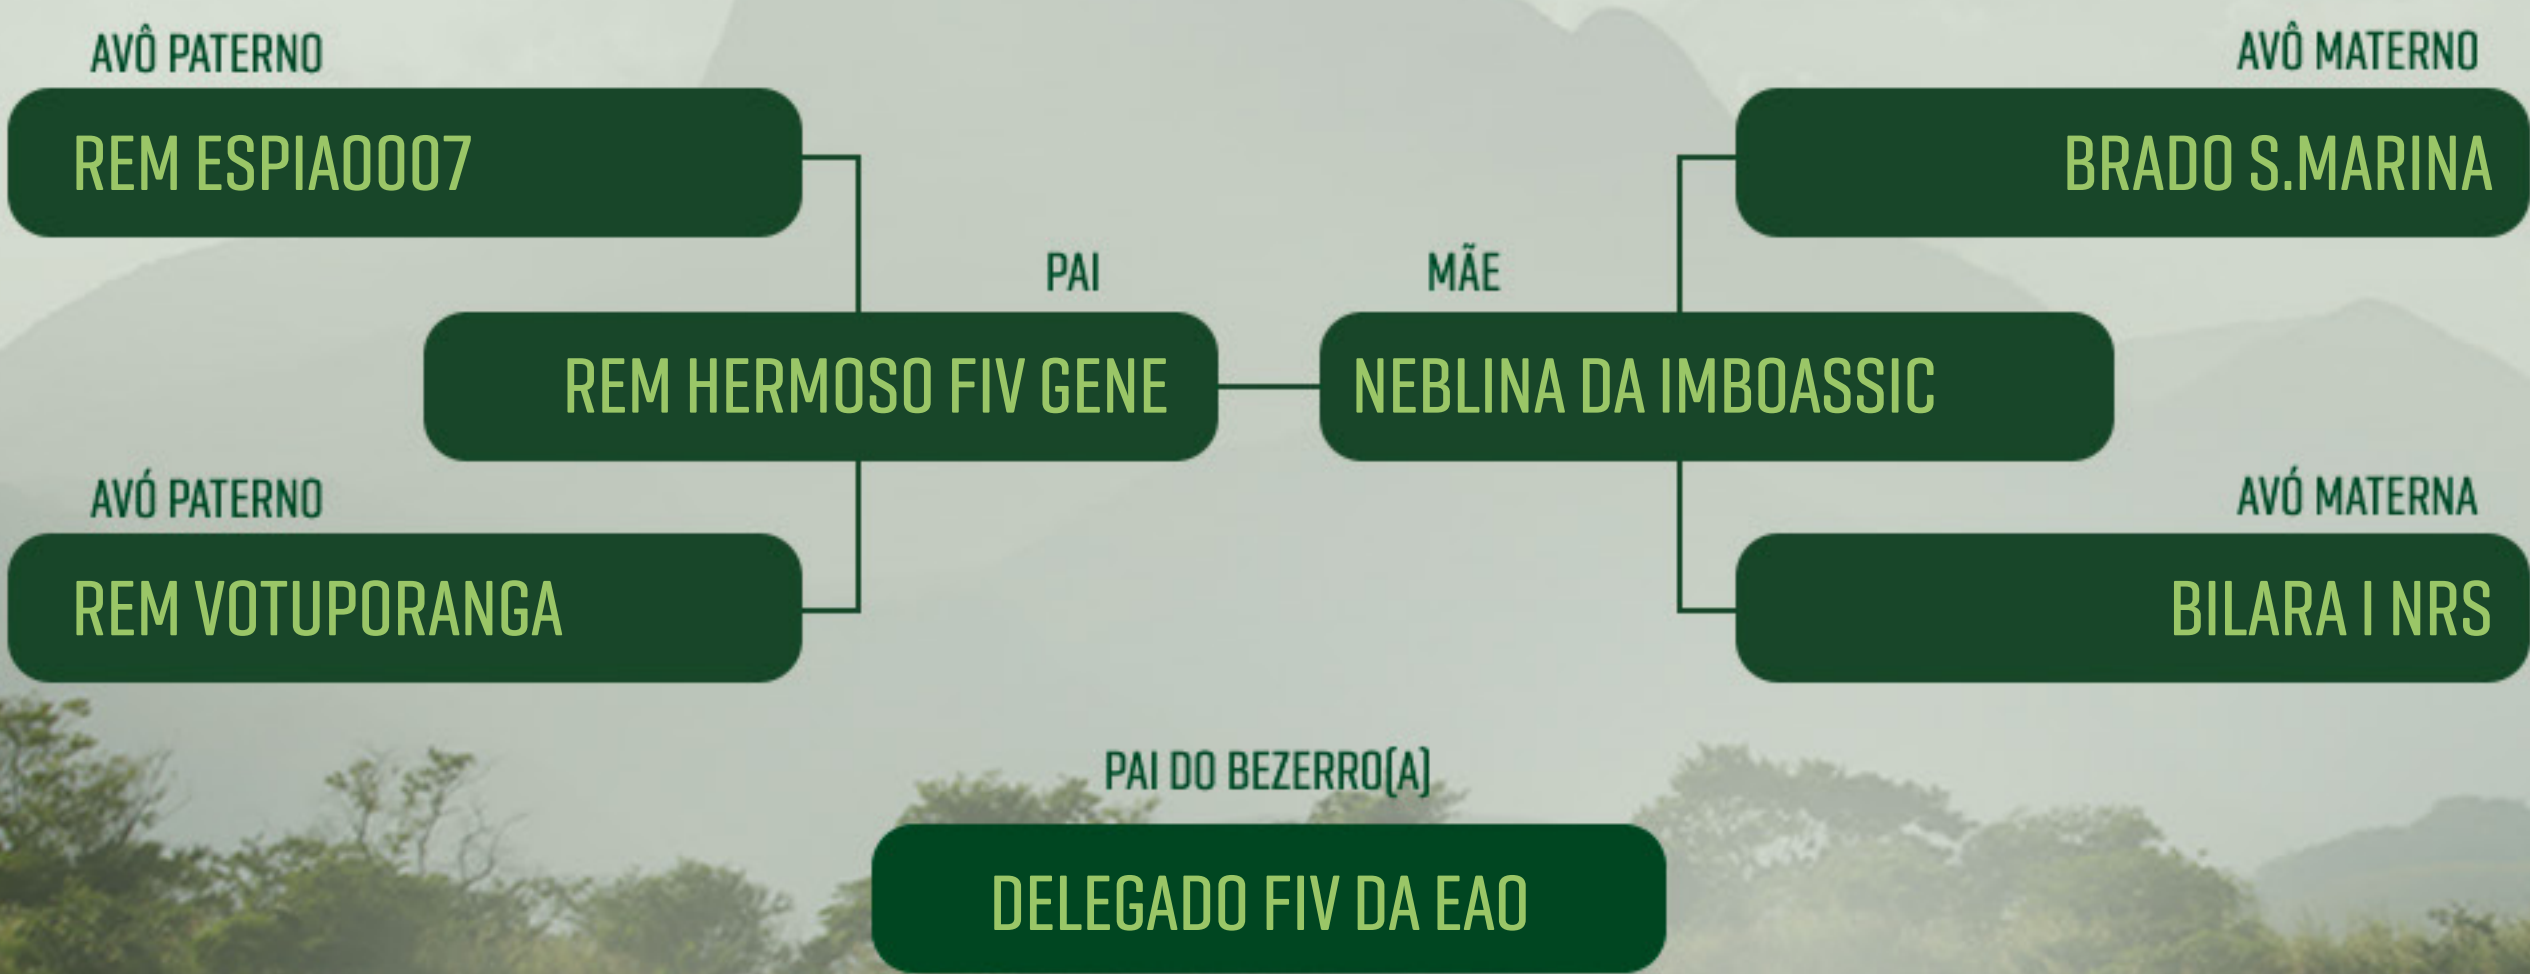 AVÔ PATERNO
REM ESPIA0007
AVÔ MATERNO
BRADO S.MARINA
PAI
REM HERMOSO FIV GENE
MÃE
NEBLINA DA IMBOASSIC
AVÓ PATERNO
REM VOTUPORANGA
AVÓ MATERNA
BILARA I NRS
PAI DO BEZERRO(A)
DELEGADO FIV DA EAO